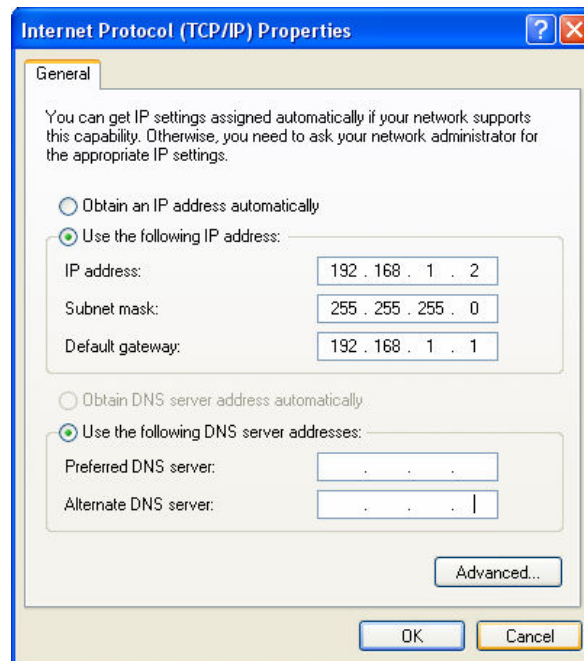 Internet Protocol (TCP/IP) Properties
General
You can get IP settings assigned automatically if your network supports
this capability. Otherwise, you need to ask your network administrator for
the appropriate IP settings.
Obtain an IP address automatically
Use the following IP address:
IP address: 192 . 168 . 1 . 2
Subnet mask: 255 . 255 . 255 . 0
Default gateway: 192 . 168 . 1 . 1
Obtain DNS server address automatically
Use the following DNS server addresses:
Preferred DNS server: . . .
Alternate DNS server: . . .
Advanced...
OK Cancel